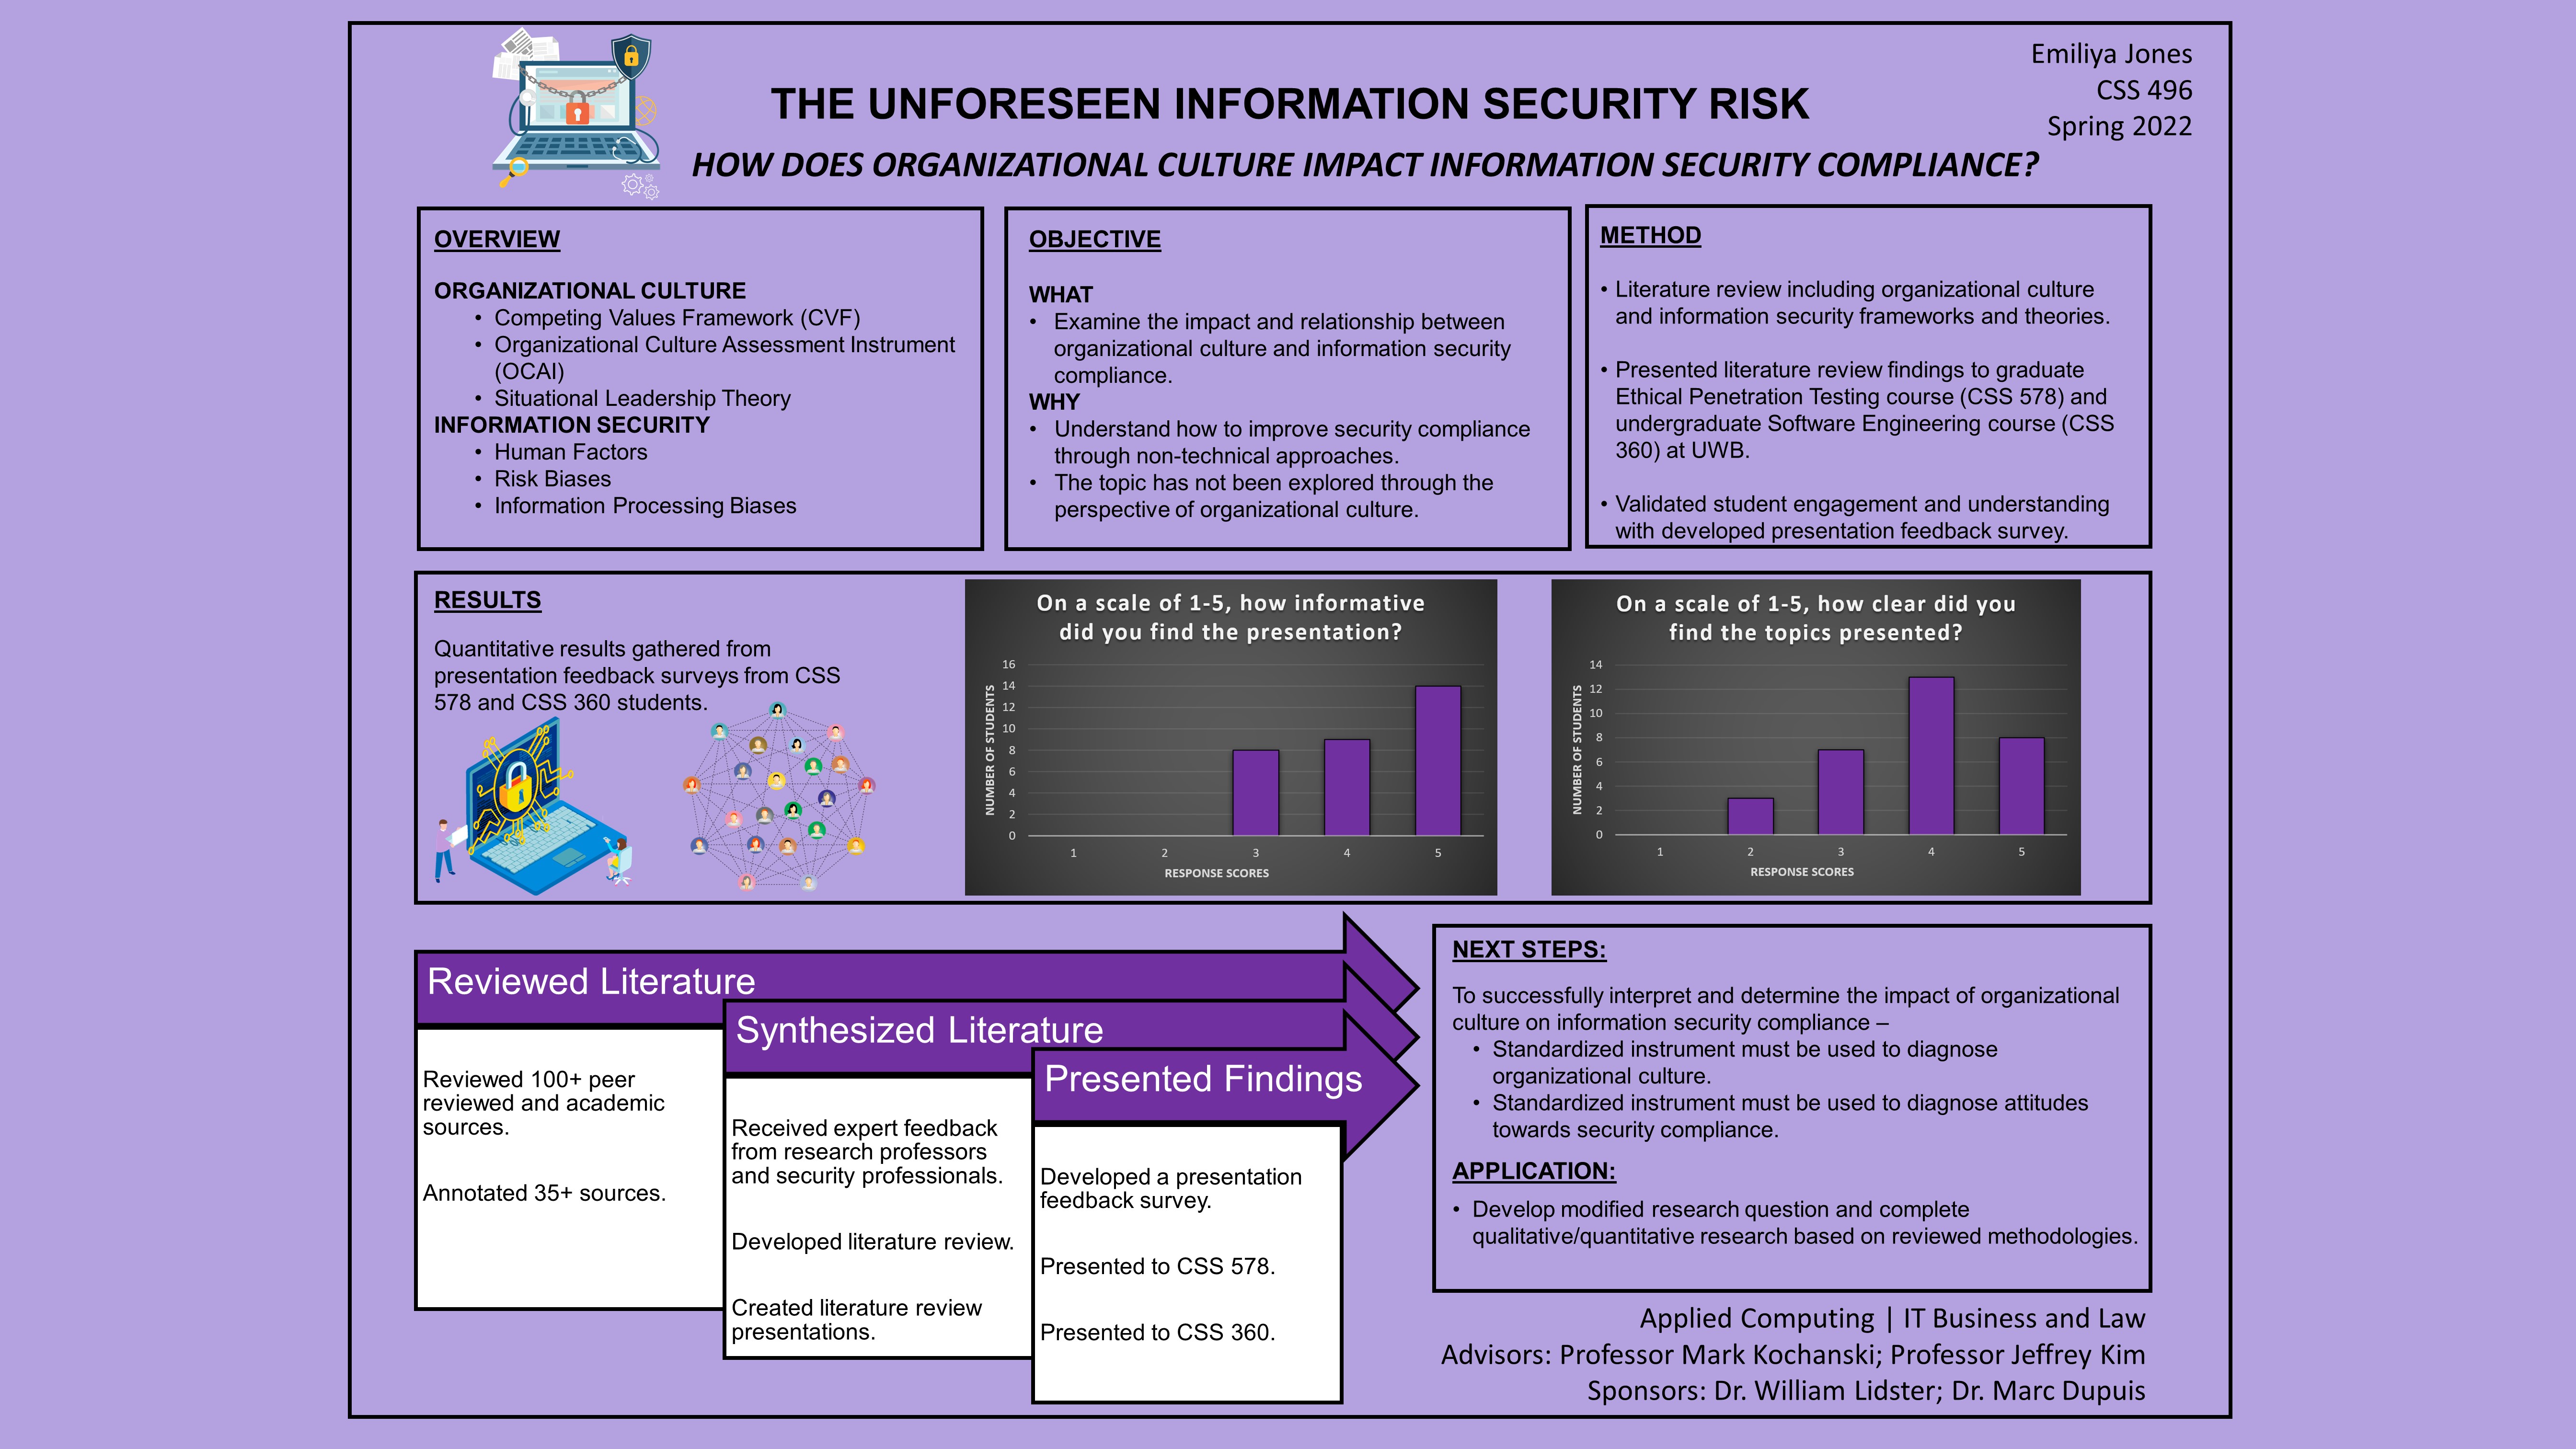 Emiliya Jones
CSS 496
Spring 2022
THE UNFORESEEN INFORMATION SECURITY RISK
HOW DOES ORGANIZATIONAL CULTURE IMPACT INFORMATION SECURITY COMPLIANCE?
OVERVIEW
ORGANIZATIONAL CULTURE
• Competing Values Framework (CVF)
• Organizational Culture Assessment Instrument
(OCAI)
• Situational Leadership Theory
INFORMATION SECURITY
• Human Factors
• Risk Biases
• Information Processing Biases
OBJECTIVE
WHAT
• Examine the impact and relationship between
organizational culture and information security
compliance.
WHY
• Understand how to improve security compliance
through non-technical approaches.
• The topic has not been explored through the
perspective of organizational culture.
METHOD
• Literature review including organizational culture
and information security frameworks and theories.
• Presented literature review findings to graduate
Ethical Penetration Testing course (CSS 578) and
undergraduate Software Engineering course (CSS
360) at UWB.
• Validated student engagement and understanding
with developed presentation feedback survey.
RESULTS
Quantitative results gathered from
presentation feedback surveys from CSS
578 and CSS 360 students.
On a scale of 1-5, how informative
did you find the presentation?
NUMBER OF STUDENTS
16
14
12
10
8
6
4
2
0
1 2 3 4 5
RESPONSE SCORES
On a scale of 1-5, how clear did you
find the topics presented?
NUMBER OF STUDENTS
14
12
10
8
6
4
2
0
1 2 3 4 5
RESPONSE SCORES
Reviewed Literature
Reviewed 100+ peer
reviewed and academic
sources.
Annotated 35+ sources.
Synthesized Literature
Received expert feedback
from research professors
and security professionals.
Developed literature review.
Created literature review
presentations.
Presented Findings
Developed a presentation
feedback survey.
Presented to CSS 578.
Presented to CSS 360.
NEXT STEPS:
To successfully interpret and determine the impact of organizational
culture on information security compliance –
• Standardized instrument must be used to diagnose
organizational culture.
• Standardized instrument must be used to diagnose attitudes
towards security compliance.
APPLICATION:
• Develop modified research question and complete
qualitative/quantitative research based on reviewed methodologies.
Applied Computing | IT Business and Law
Advisors: Professor Mark Kochanski; Professor Jeffrey Kim
Sponsors: Dr. William Lidster; Dr. Marc Dupuis